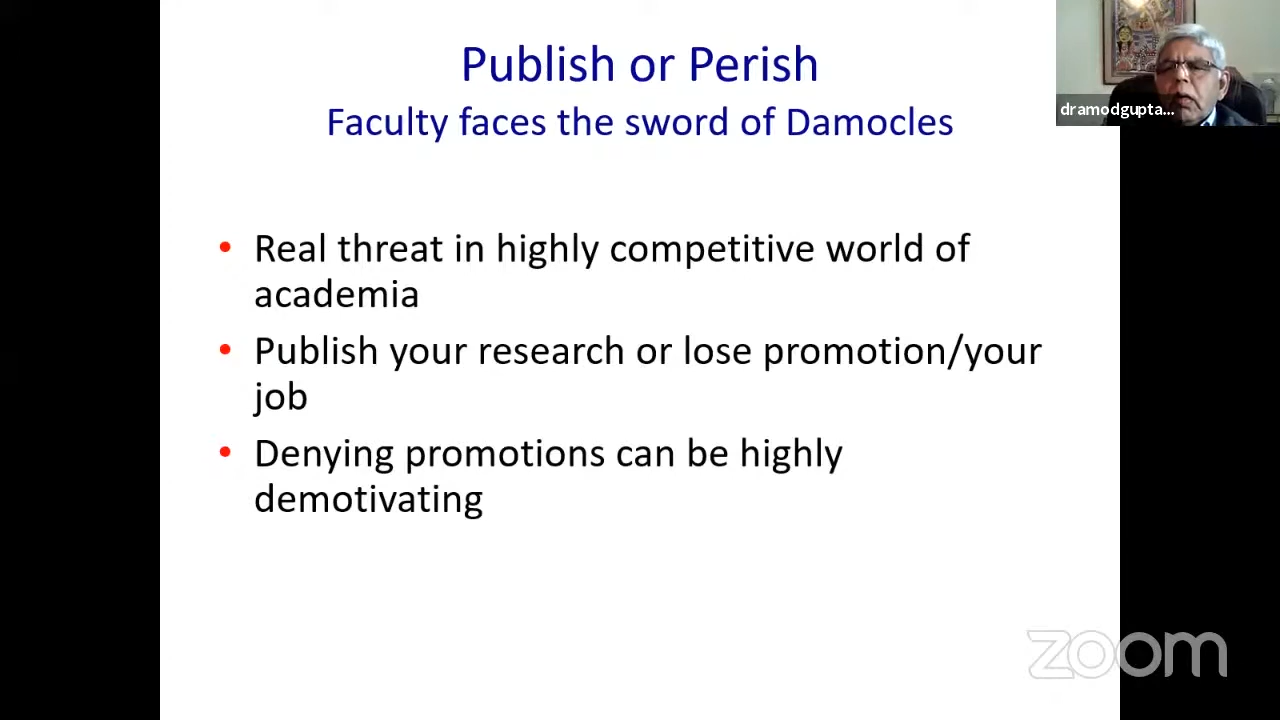 Publish or Perish
Faculty faces the sword of Damocles
dramodgupta...
• Real threat in highly competitive world of
academia
• Publish your research or lose promotion/your
job
• Denying promotions can be highly
demotivating
zoom